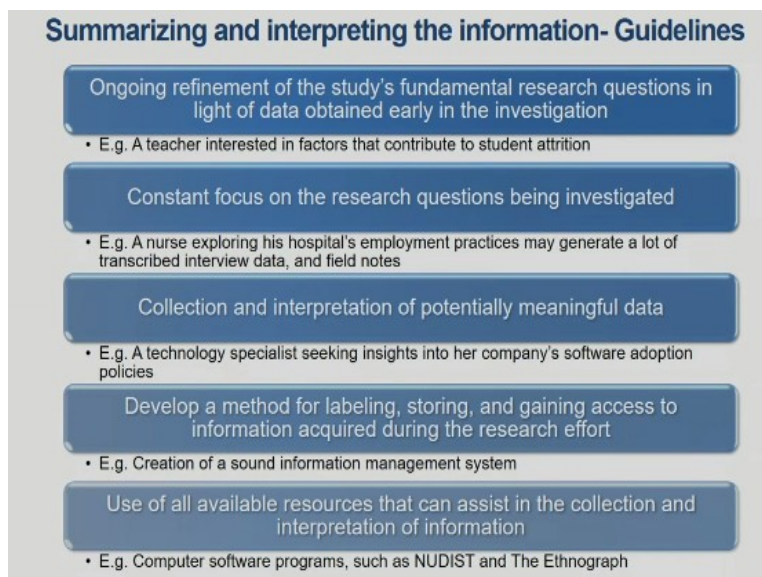 Summarizing and interpreting the information- Guidelines
Ongoing refinement of the study's fundamental research questions in
light of data obtained early in the investigation
• E.g. A teacher interested in factors that contribute to student attrition
Constant focus on the research questions being investigated
• E.g. A nurse exploring his hospital's employment practices may generate a lot of
transcribed interview data, and field notes
Collection and interpretation of potentially meaningful data
• E.g. A technology specialist seeking insights into her company's software adoption
policies
Develop a method for labeling, storing, and gaining access to
information acquired during the research effort
• E.g. Creation of a sound information management system
Use of all available resources that can assist in the collection and
interpretation of information
• E.g. Computer software programs, such as NUDIST and The Ethnograph